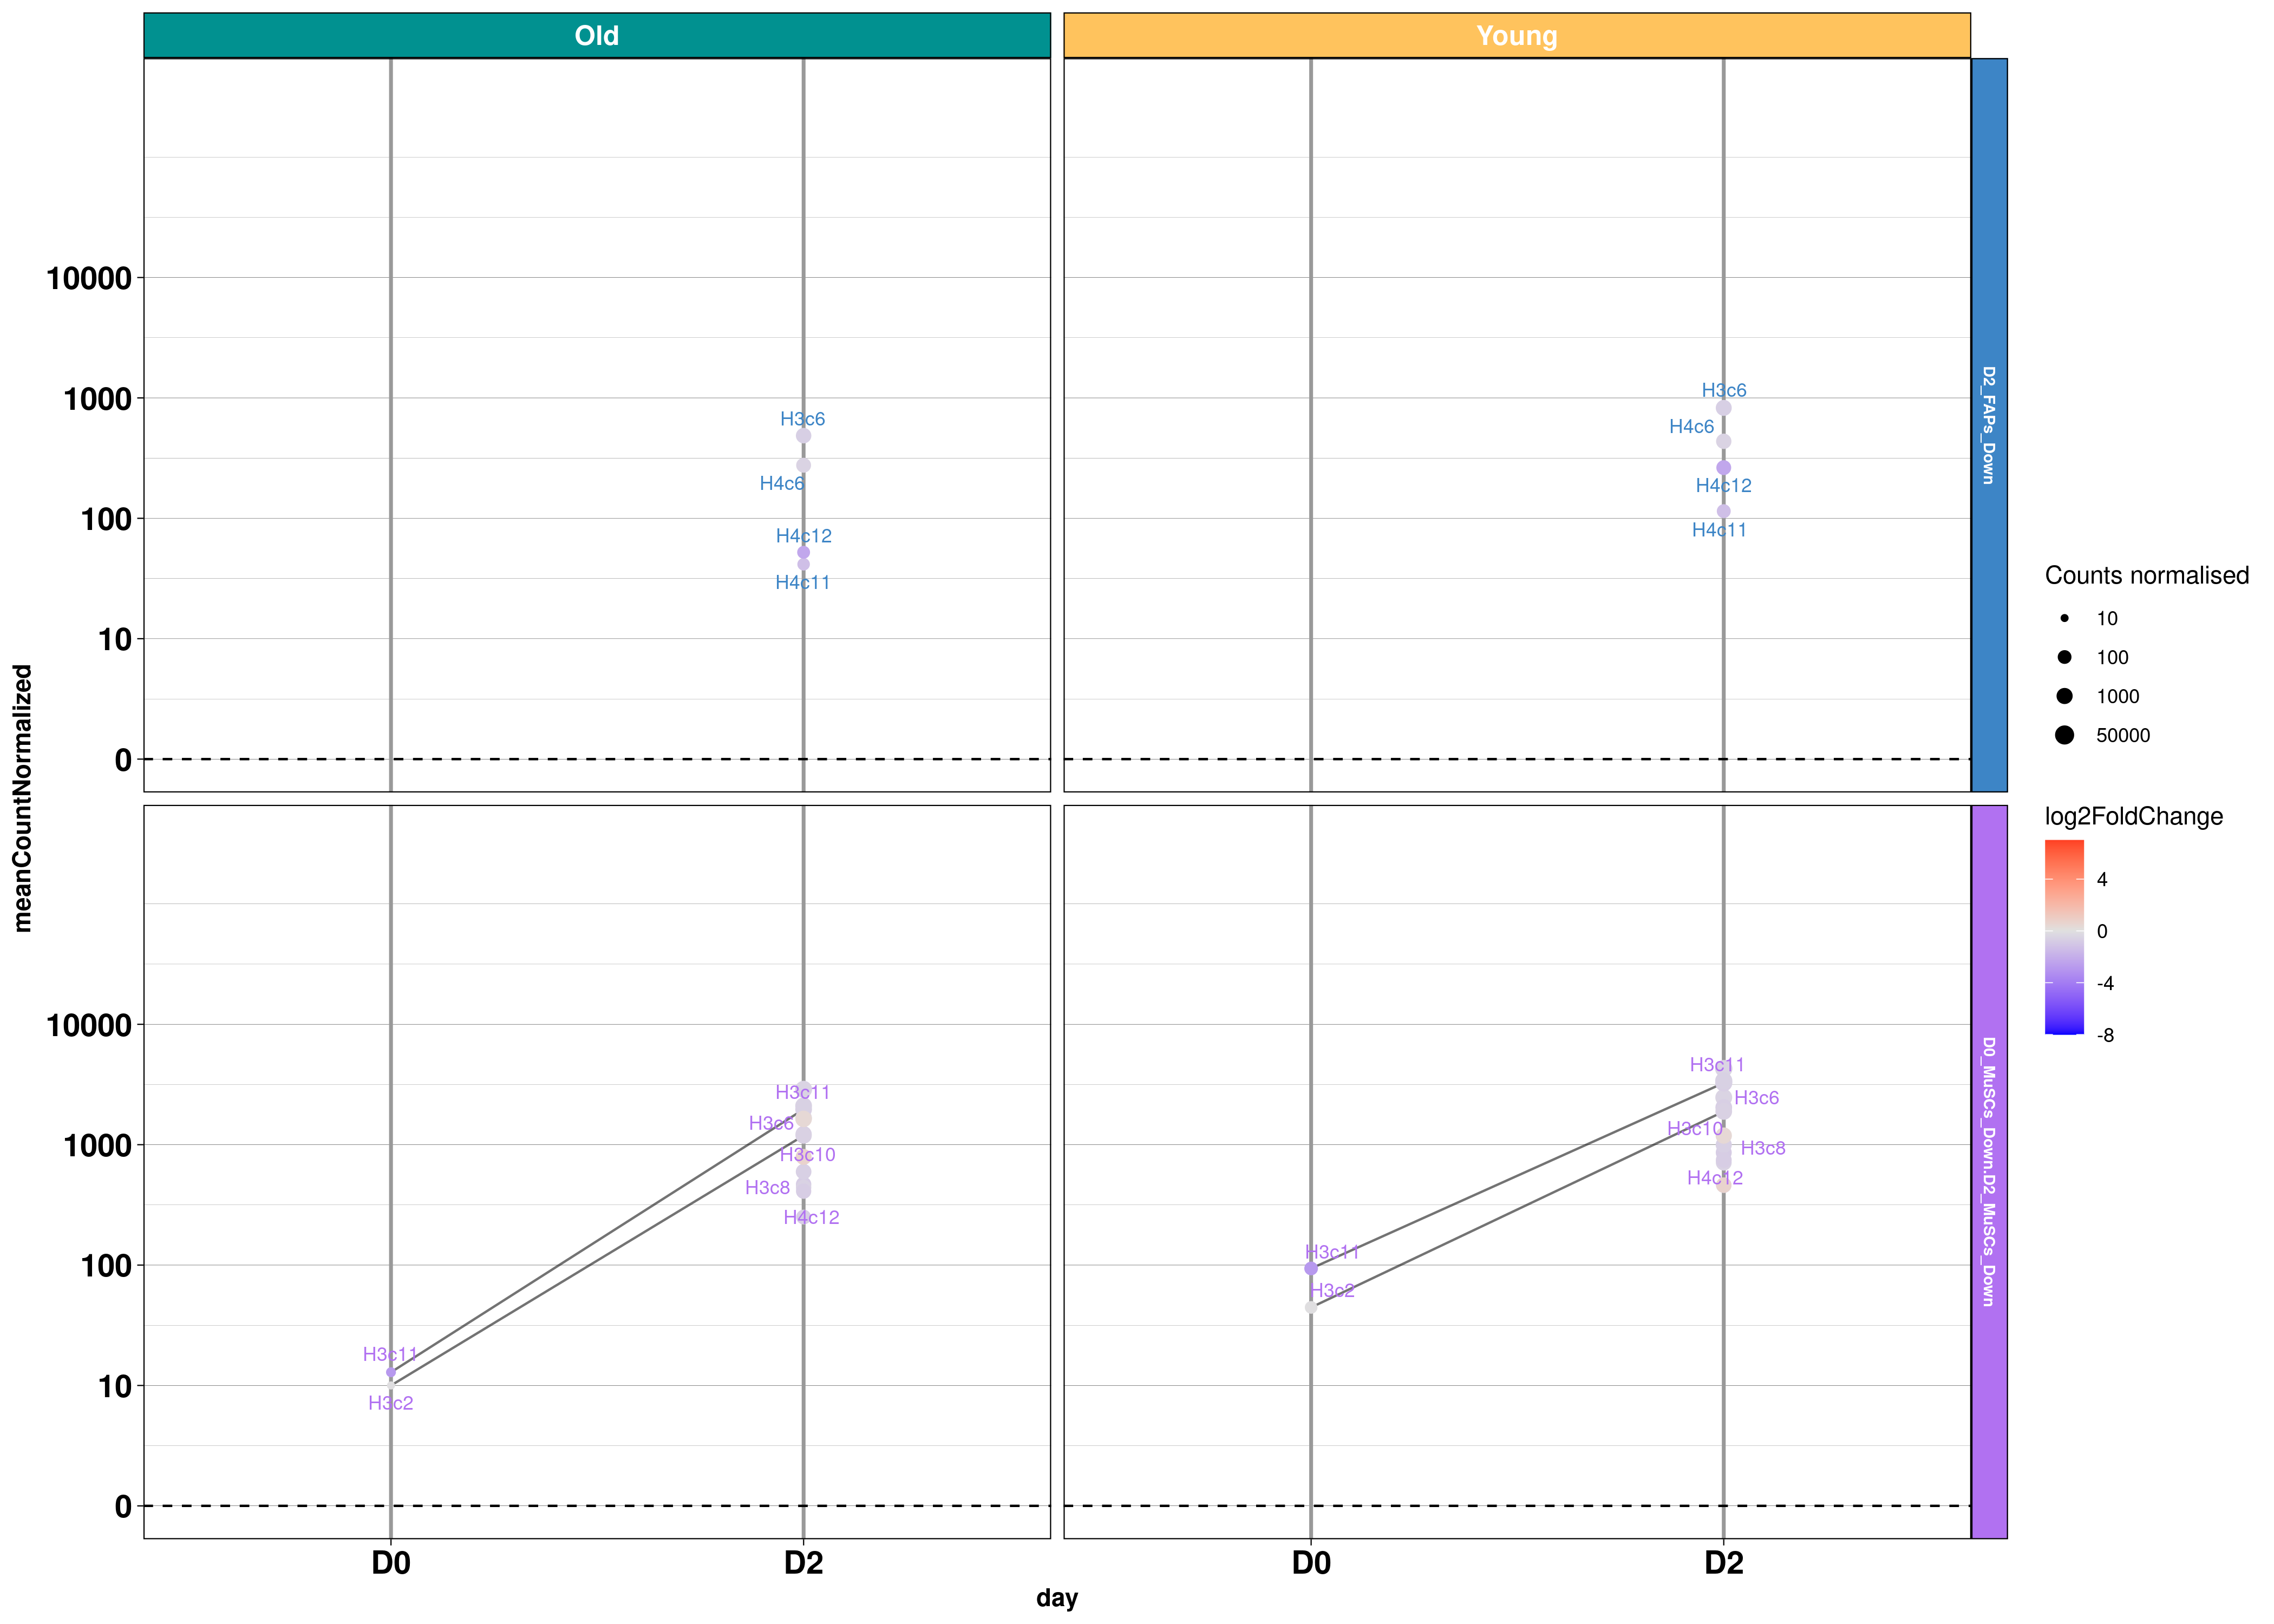 Old
Young
meanCountNormalized
10000
1000
100
10
0
H3c6
H4c6
H4c12
H4c11
H3c6
H4c6
H4c12
H4c11
D2_FAPs_Down
10000
1000
100
10
0
H3c11
H3c6
H3c10
H3c8
H4c12
H3c11
H3c2
H3c11
H3c6
H3c10
H3c8
H4c12
H3c11
H3c2
D0_MuSCs_Down.D2_MuSCs_Down
D0
D2
D0
D2
day
Counts normalised
10
100
1000
50000
log2FoldChange
4
0
-4
-8